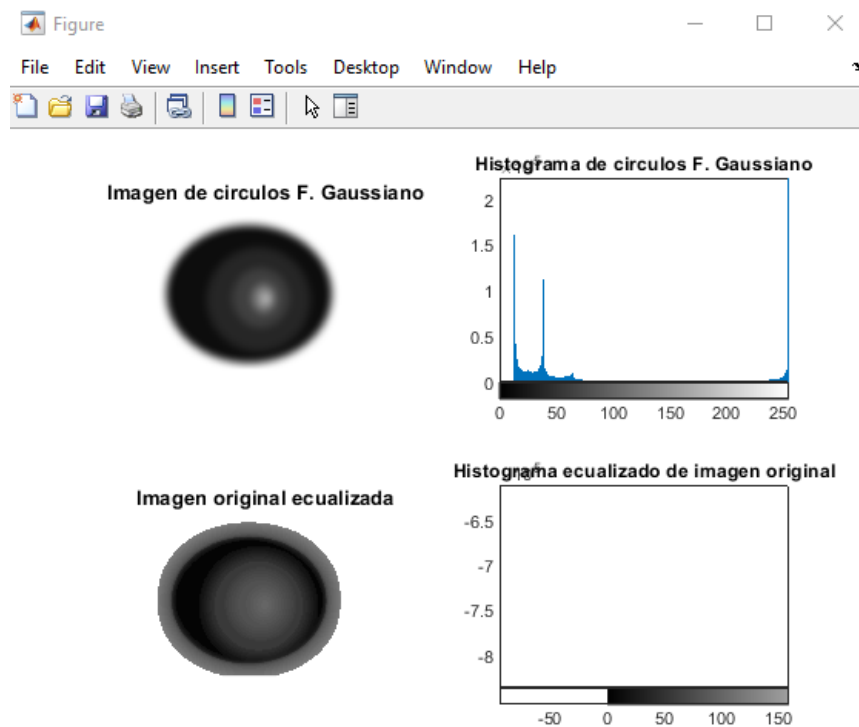 Figure
File Edit View Insert Tools Desktop Window Help
Imagen de circulos F. Gaussiano
Histograma de circulos F. Gaussiano
2
1.5
1
0.5
0
0 50 100 150 200 250
Imagen original ecualizada
Histograma ecualizado de imagen original
-6.5
-7
-7.5
-8
-50 0 50 100 150